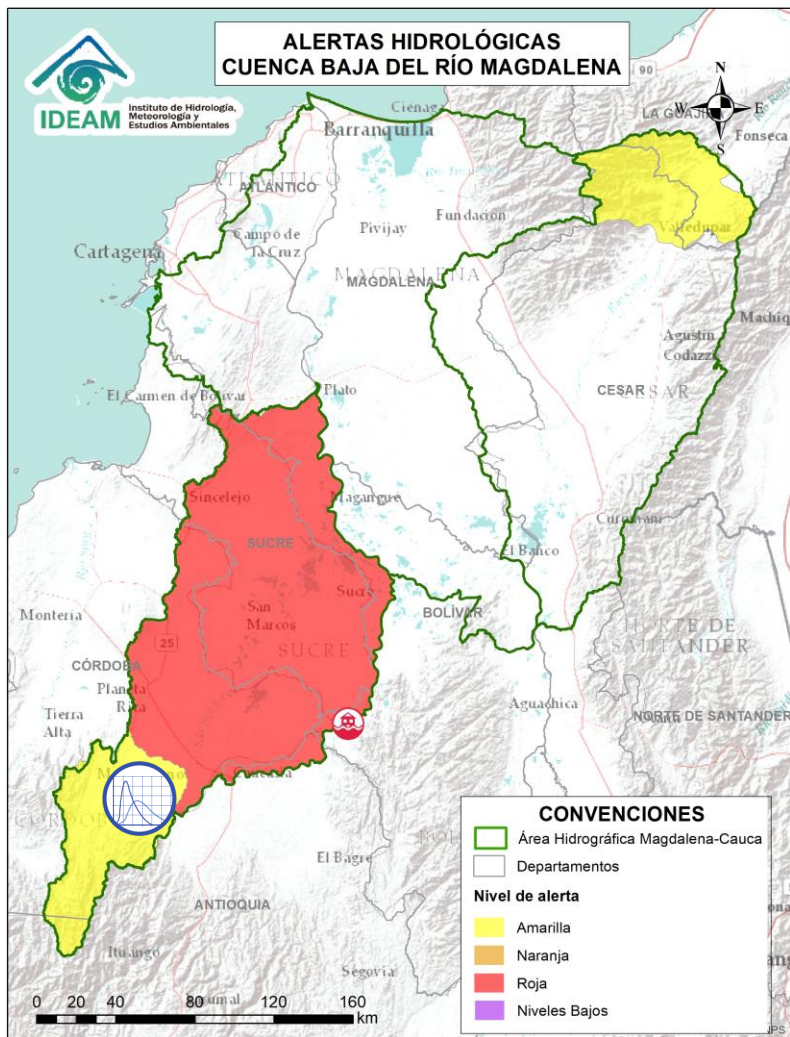 ALERTAS HIDROLÓGICAS
CUENCA BAJA DEL RÍO MAGDALENA
IDEAM
Instituto de Hidrología,
Meteorología y
Estudios Ambientales
N
W
E
S
90
LA GUAJIRA
Fonseca
Ciénaga
Barranquilla
ATLÁNTICO
Campo de
la Cruz
Pivijay
Fundación
Valledupar
Cartagena
MAGDALENA
MAGDALENA
Agustín
Codazzi
CESAR
CESAR
El Carmen de Bolívar
Plato
Sincelejo
Magangué
SUCRE
Curumaní
El Banco
Sucre
BOLÍVAR
San
Marcos
SUCRE
Montería
25
CÓRDOBA
Planeta
Rica
NORTE DE
SANTANDER
Aguachica
NORTE DE SANTANDER
Tierra
Alta
El Bagre
ANTIOQUIA
Ituango
Segovia
0 20 40 80 120 160
km
CONVENCIONES
Área Hidrográfica Magdalena-Cauca
Departamentos
Nivel de alerta
Amarilla
Naranja
Roja
Niveles Bajos